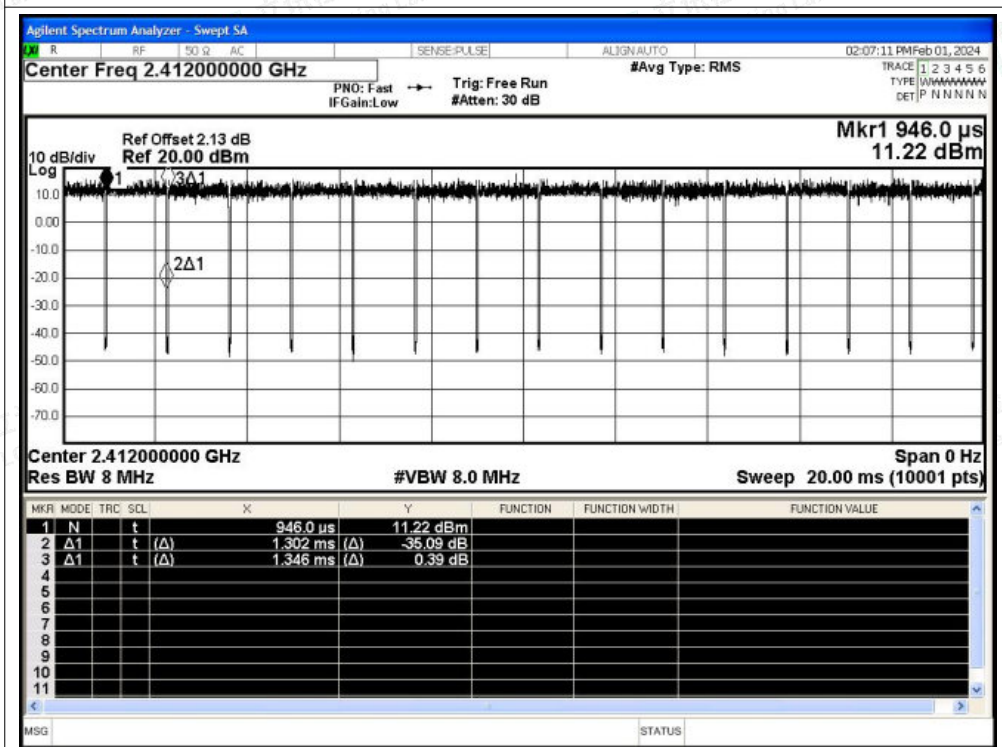 Agilent Spectrum Analyzer - Swept SA
LXI R RF 50 Ω AC SENSE:PULSE ALIGNAUTO 02:07:11 PMFeb 01, 2024
Center Freq 2.412000000 GHz #Avg Type: RMS TRACE 1 2 3 4 5 6
PNO: Fast Trig: Free Run TYPE WWWWWW
IFGain:Low #Atten: 30 dB DET P N N N N N
Mkr1 946.0 µs
11.22 dBm
Ref Offset 2.13 dB
10 dB/div Ref 20.00 dBm
Log
1 3Δ1
10.0
0.00
-10.0
2Δ1
-20.0
-30.0
-40.0
-50.0
-60.0
-70.0
Center 2.412000000 GHz Span 0 Hz
Res BW 8 MHz #VBW 8.0 MHz Sweep 20.00 ms (10001 pts)
MKR MODE TRC SCL X Y FUNCTION FUNCTION WIDTH FUNCTION VALUE
1 N t 946.0 µs 11.22 dBm
2 Δ1 t (Δ) 1.302 ms (Δ) -35.09 dB
3 Δ1 t (Δ) 1.346 ms (Δ) 0.39 dB
4
5
6
7
8
9
10
11
MSG STATUS